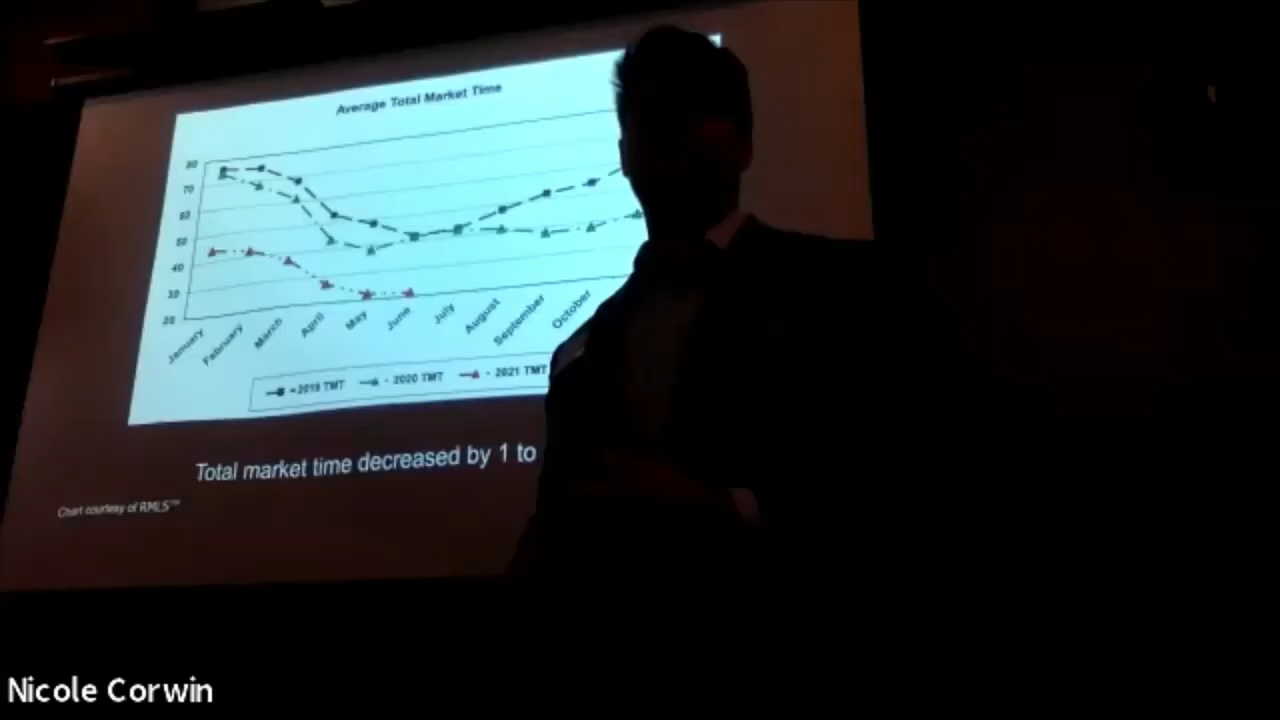 Average Total Market Time
80
70
60
50
40
30
20
January
February
March
April
May
June
July
August
September
October
2019 TMT
2020 TMT
2021 TMT
Total market time decreased by 1 to
Chart courtesy of RMLS™
Nicole Corwin